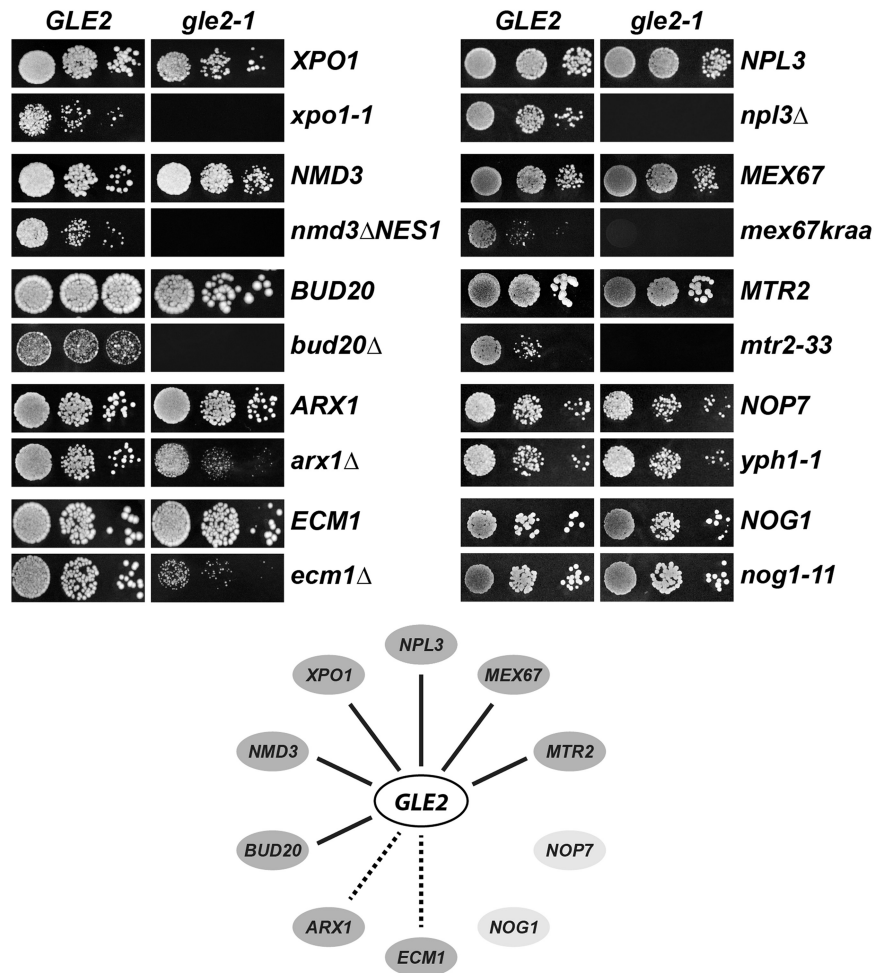 GLE2 gle2-1
XPO1
xpo1-1
NMD3
nmd3ΔNES1
BUD20
bud20Δ
ARX1
arx1Δ
ECM1
ecm1Δ
GLE2 gle2-1
NPL3
npl3Δ
MEX67
mex67kraa
MTR2
mtr2-33
NOP7
yph1-1
NOG1
nog1-11
NPL3
XPO1 MEX67
NMD3 MTR2
GLE2
BUD20 NOP7
ARX1 NOG1
ECM1